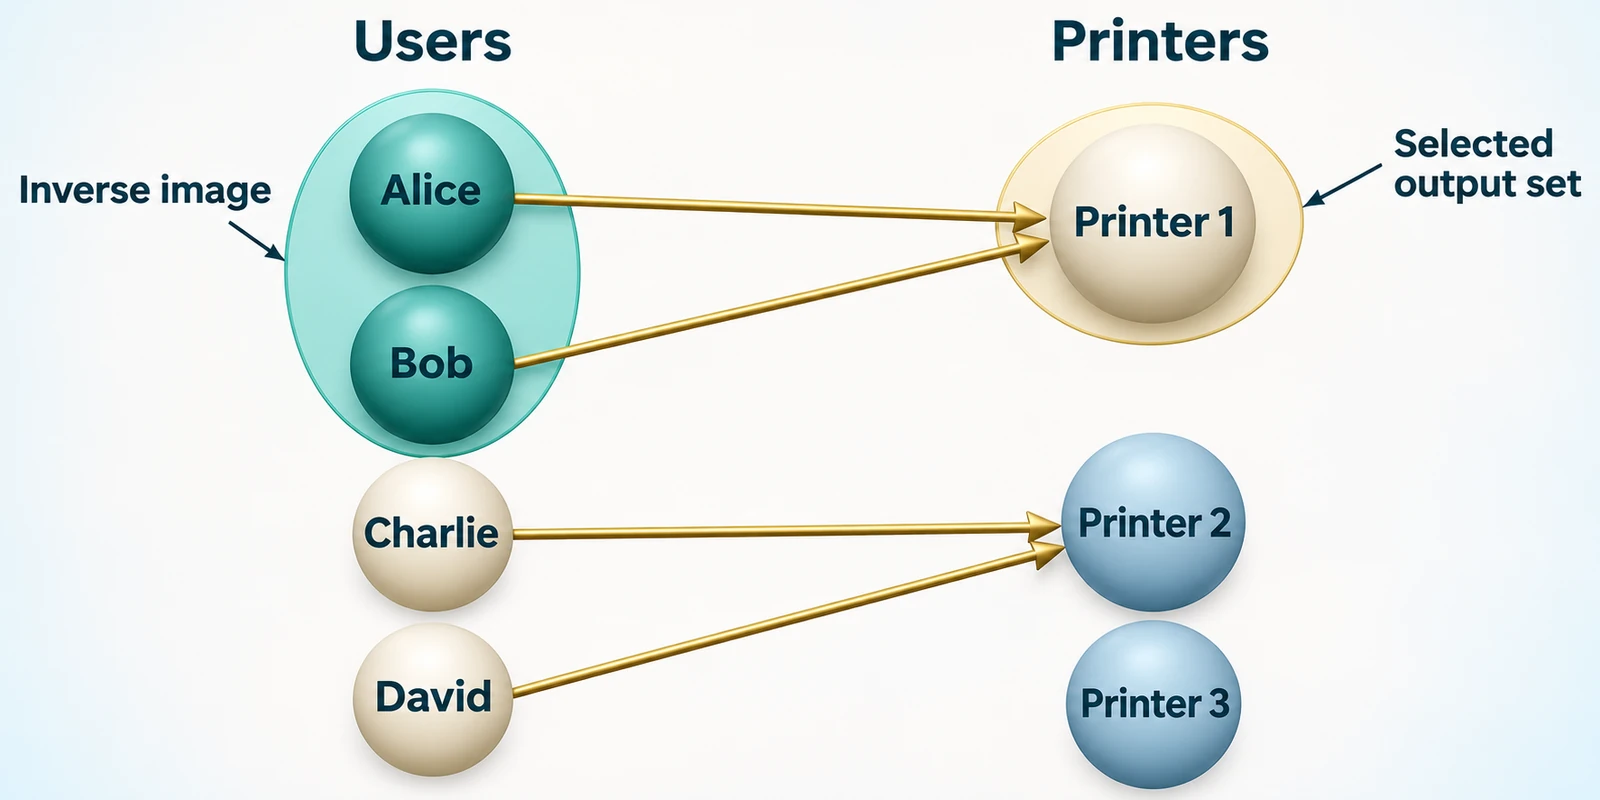 Users
Printers
Inverse image
Alice
Bob
Charlie
David
Printer 1
Printer 2
Printer 3
Selected
output set